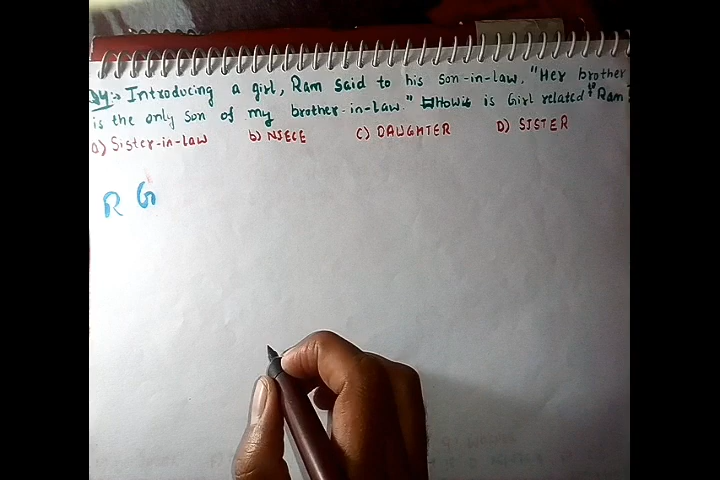 Q4:-> Introducing a girl, Ram said to his son-in-law, "Her brother
is the only son of my brother-in-law." How is Girl related to Ram?
a) Sister-in-law b) NIECE C) DAUGHTER D) SISTER
R G